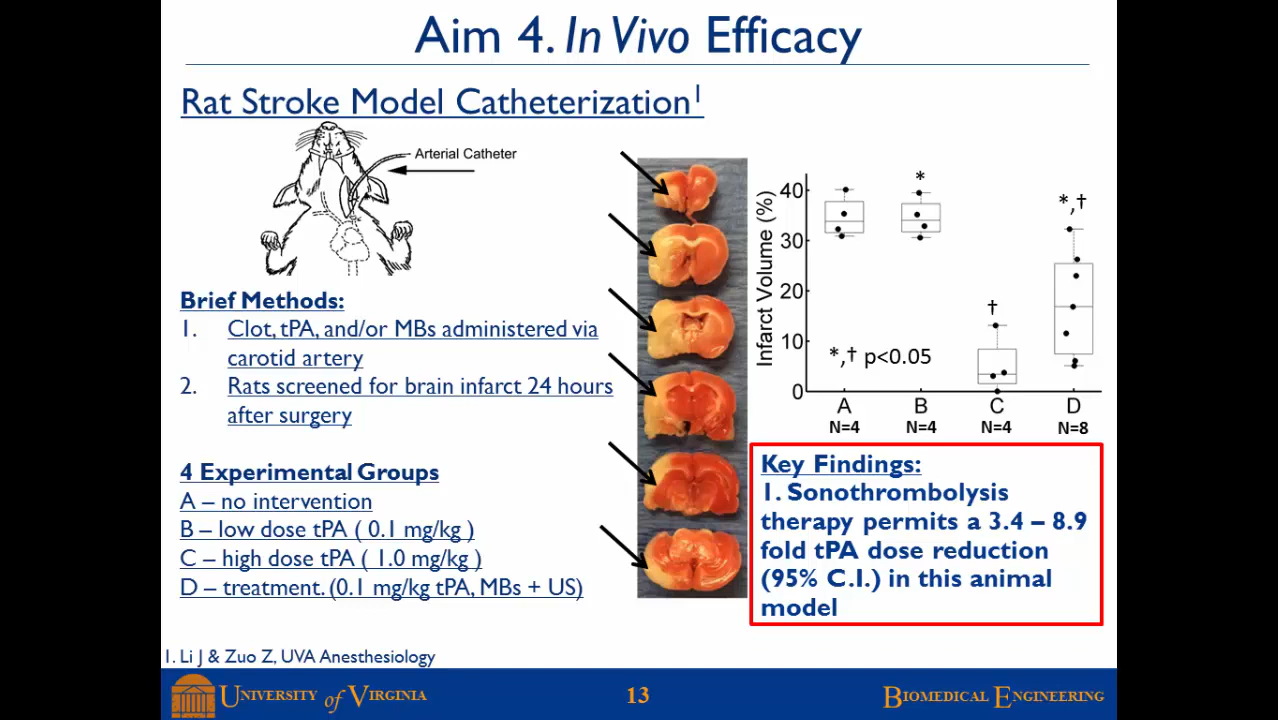 Aim 4. In Vivo Efficacy
Rat Stroke Model Catheterization1
Arterial Catheter
Brief Methods:
1. Clot, tPA, and/or MBs administered via
carotid artery
2. Rats screened for brain infarct 24 hours
after surgery
4 Experimental Groups
A – no intervention
B – low dose tPA ( 0.1 mg/kg )
C – high dose tPA ( 1.0 mg/kg )
D – treatment. (0.1 mg/kg tPA, MBs + US)
Infarct Volume (%)
40
30
20
10
0
*
†
*,†
*,† p<0.05
A B C D
N=4 N=4 N=4 N=8
Key Findings:
1. Sonothrombolysis
therapy permits a 3.4 – 8.9
fold tPA dose reduction
(95% C.I.) in this animal
model
1. Li J & Zuo Z, UVA Anesthesiology
UNIVERSITY of VIRGINIA
13
BIOMEDICAL ENGINEERING